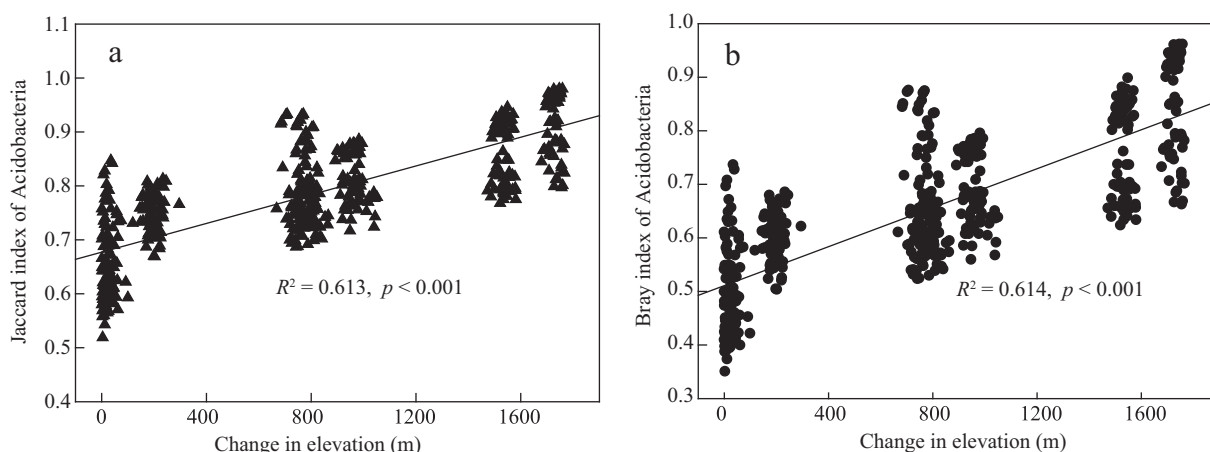 a
Jaccard index of Acidobacteria
1.1
1.0
0.9
0.8
0.7
0.6
0.5
0.4
R² = 0.613, p < 0.001
0 400 800 1200 1600
Change in elevation (m)
b
Bray index of Acidobacteria
1.0
0.9
0.8
0.7
0.6
0.5
0.4
0.3
R² = 0.614, p < 0.001
0 400 800 1200 1600
Change in elevation (m)